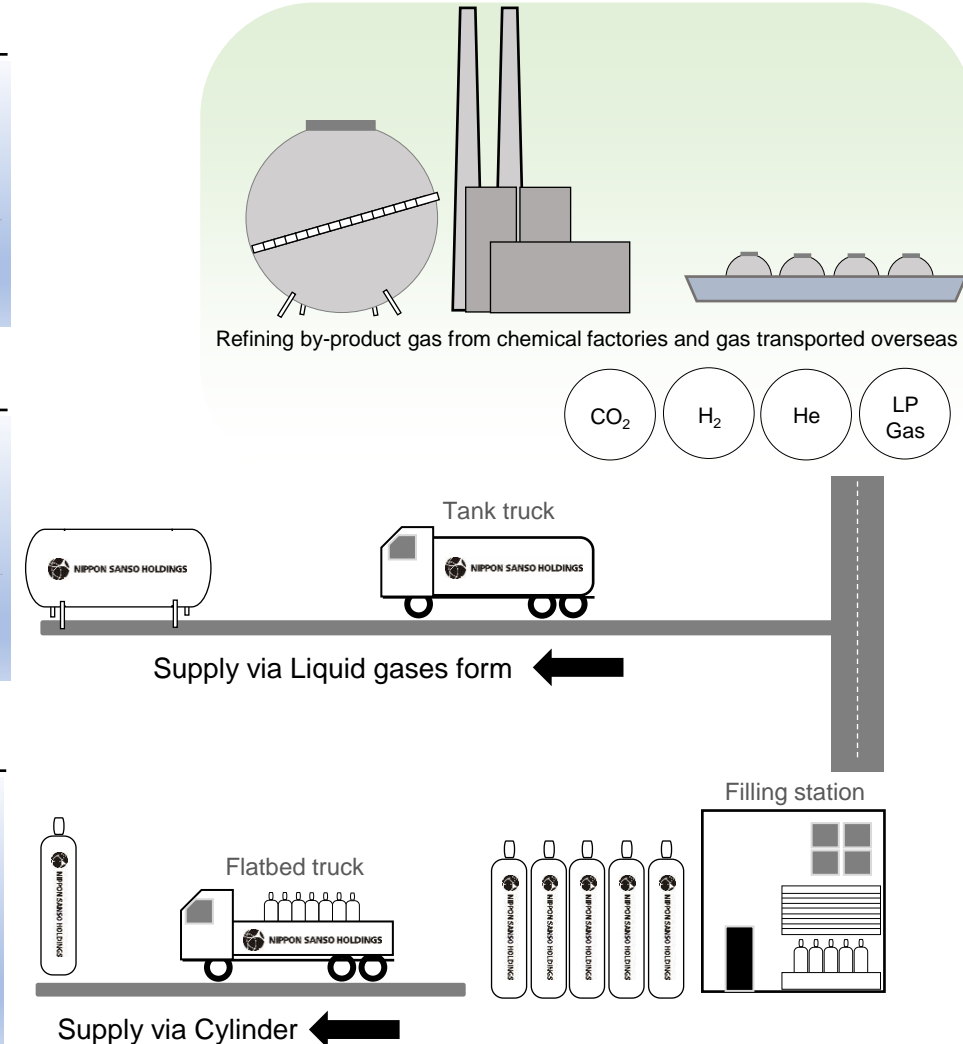 Refining by-product gas from chemical factories and gas transported overseas
CO₂
H₂
He
LP
Gas
Tank truck
NIPPON SANSO HOLDINGS
NIPPON SANSO HOLDINGS
Supply via Liquid gases form
Filling station
Flatbed truck
NIPPON SANSO HOLDINGS
NIPPON SANSO HOLDINGS
NIPPON SANSO HOLDINGS
NIPPON SANSO HOLDINGS
NIPPON SANSO HOLDINGS
NIPPON SANSO HOLDINGS
NIPPON SANSO HOLDINGS
Supply via Cylinder